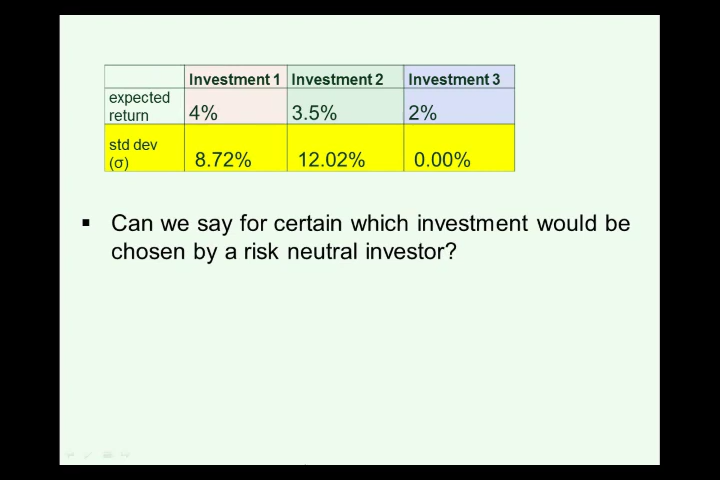 Investment 1 Investment 2 Investment 3
expected
return 4% 3.5% 2%
std dev
(σ) 8.72% 12.02% 0.00%
▪ Can we say for certain which investment would be
chosen by a risk neutral investor?